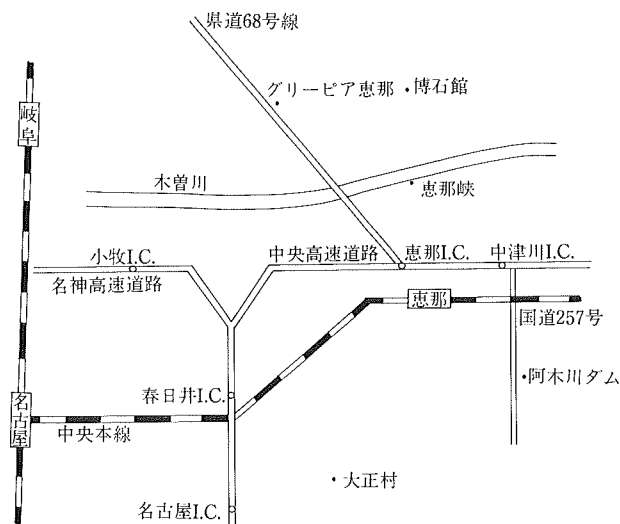 県道68号線
グリーピア恵那
博石館
岐阜
木曽川
恵那峡
小牧I.C.
中央高速道路
恵那I.C.
中津川I.C.
名神高速道路
恵那
国道257号
阿木川ダム
春日井I.C.
名古屋
中央本線
大正村
名古屋I.C.